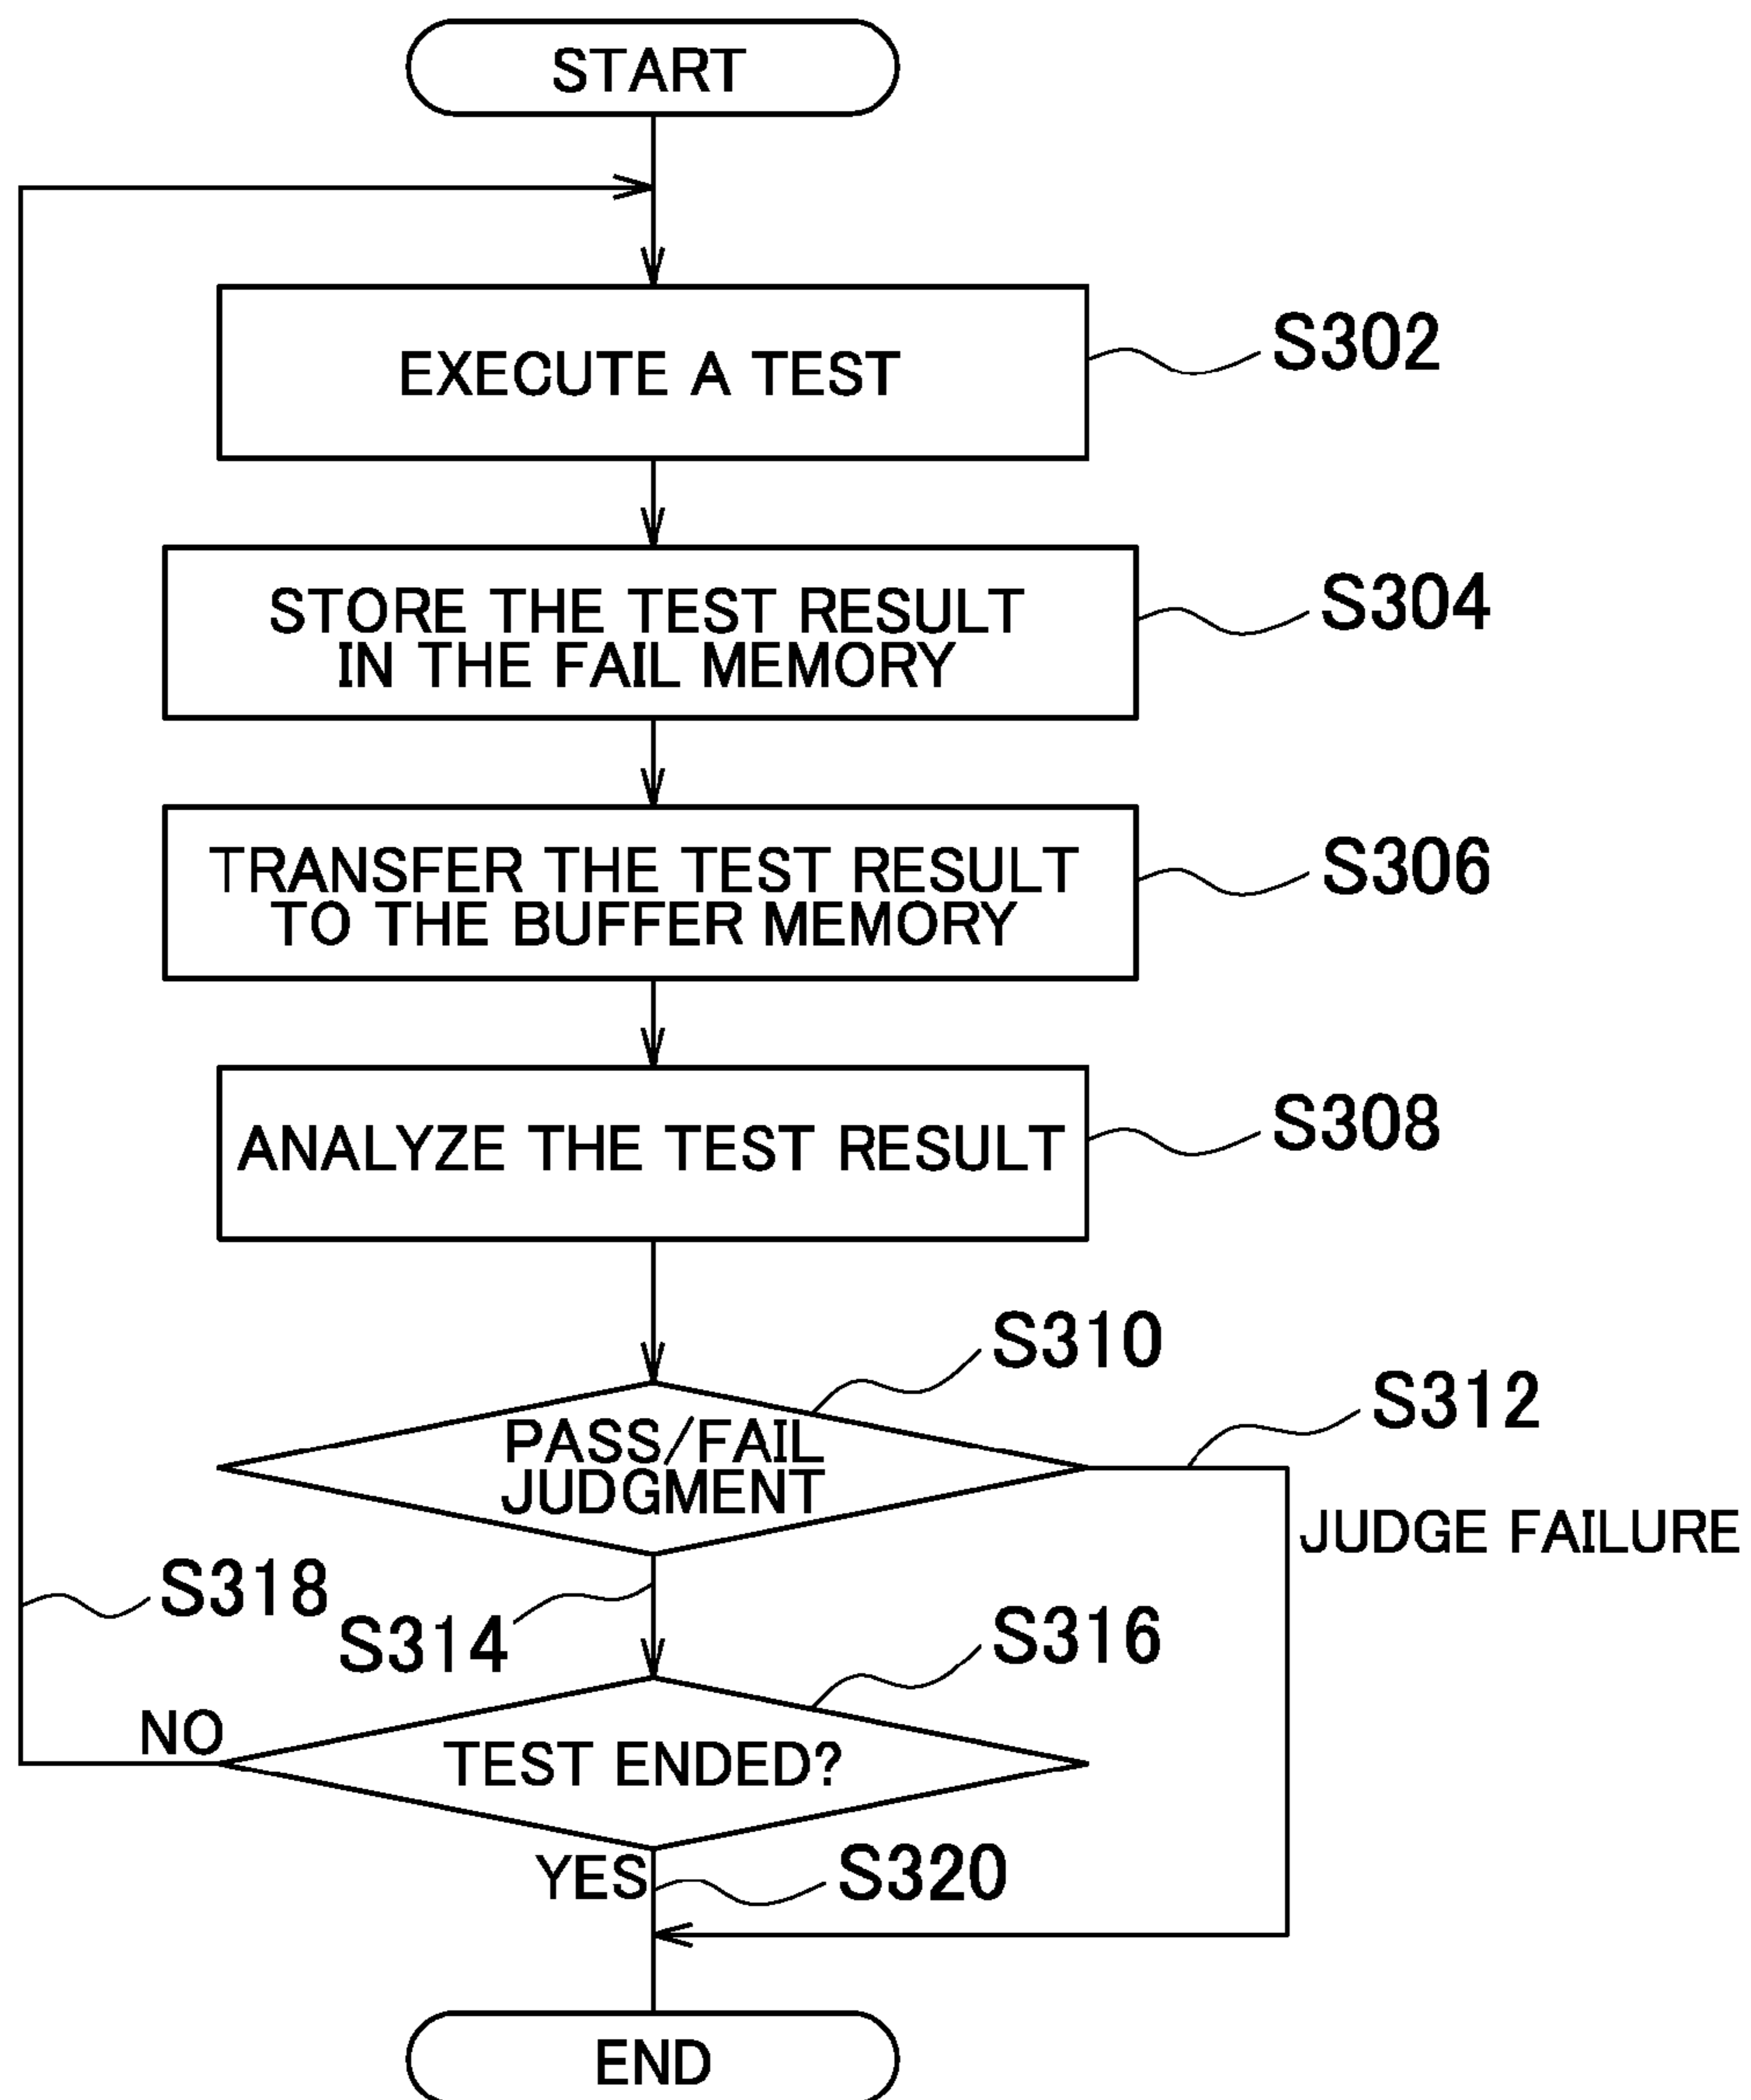 START
EXECUTE A TEST
S302
STORE THE TEST RESULT
IN THE FAIL MEMORY
S304
TRANSFER THE TEST RESULT
TO THE BUFFER MEMORY
S306
ANALYZE THE TEST RESULT
S308
S310
S312
PASS/FAIL
JUDGMENT
JUDGE FAILURE
S318
S314
S316
NO
TEST ENDED?
YES
S320
END